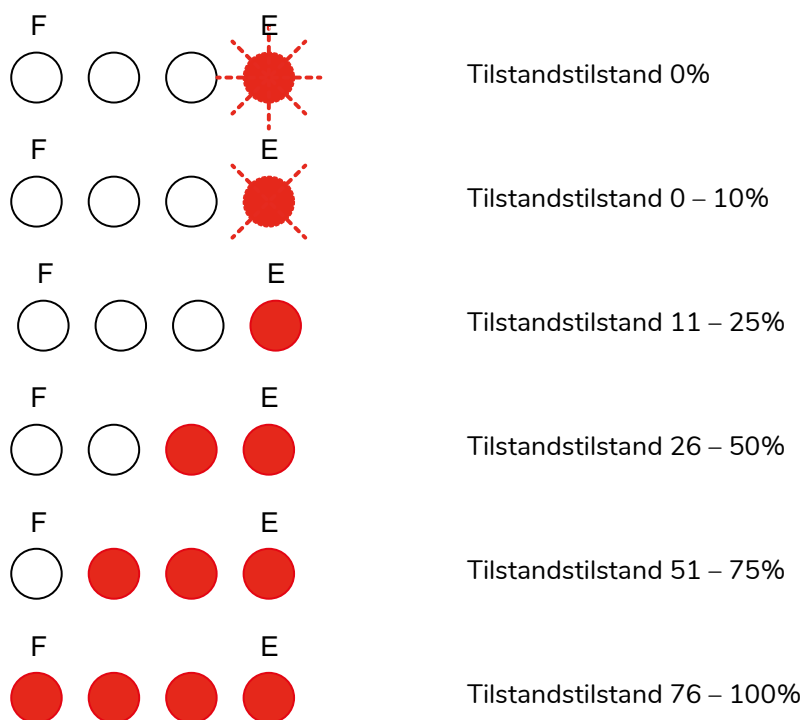 F E
Tilstandstilstand 0%
F E
Tilstandstilstand 0 – 10%
F E
Tilstandstilstand 11 – 25%
F E
Tilstandstilstand 26 – 50%
F E
Tilstandstilstand 51 – 75%
F E
Tilstandstilstand 76 – 100%